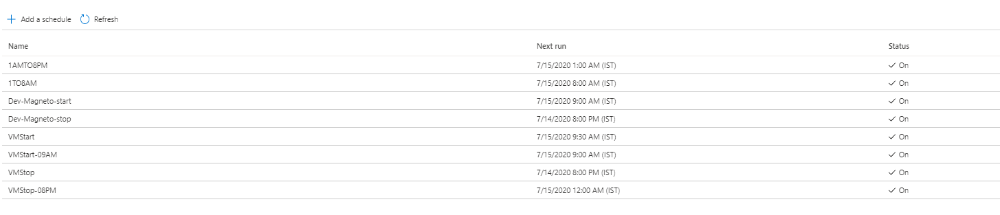 Add a schedule Refresh
Name Next run Status
1AMTO8PM 7/15/2020 1:00 AM (IST) On
1TO8AM 7/15/2020 8:00 AM (IST) On
Dev-Magneto-start 7/15/2020 9:00 AM (IST) On
Dev-Magneto-stop 7/14/2020 8:00 PM (IST) On
VMStart 7/15/2020 9:30 AM (IST) On
VMStart-09AM 7/15/2020 9:00 AM (IST) On
VMStop 7/14/2020 8:00 PM (IST) On
VMStop-08PM 7/15/2020 12:00 AM (IST) On